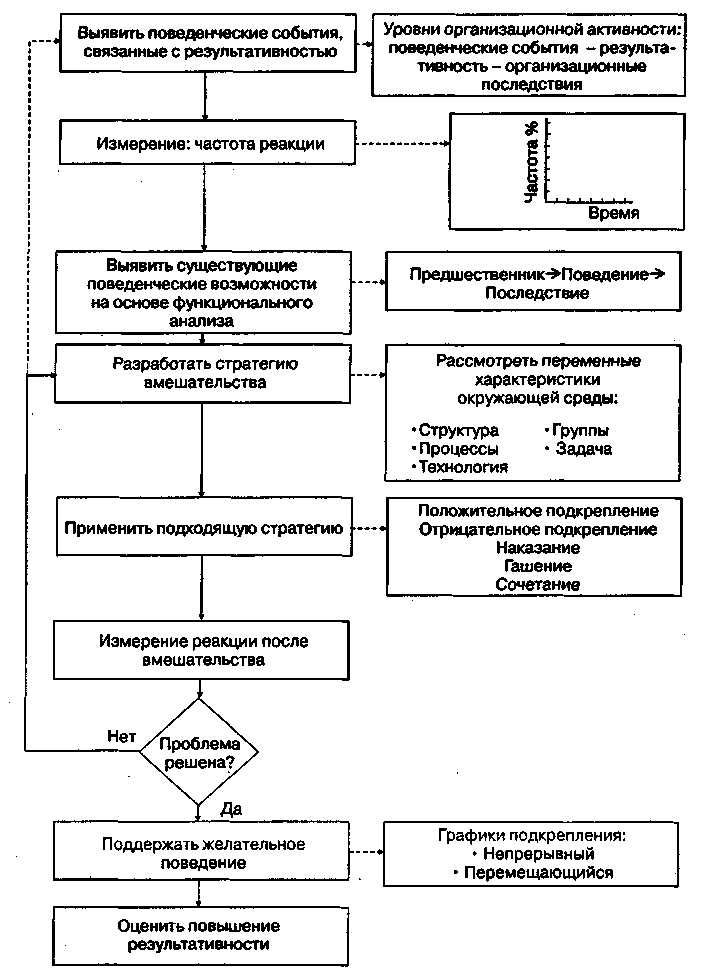 Выявить поведенческие события,
связанные с результативностью
Уровни организационной активности:
поведенческие события – результа-
тивность – организационные
последствия
Измерение: частота реакции
Частота %
Время
Выявить существующие
поведенческие возможности
на основе функционального
анализа
Предшественник→Поведение→
Последствие
Разработать стратегию
вмешательства
Рассмотреть переменные
характеристики
окружающей среды:
• Структура
• Группы
• Процессы
• Задача
• Технология
Применить подходящую стратегию
Положительное подкрепление
Отрицательное подкрепление
Наказание
Гашение
Сочетание
Измерение реакции после
вмешательства
Нет
Проблема
решена?
Да
Поддержать желательное
поведение
Графики подкрепления:
• Непрерывный
• Перемещающийся
Оценить повышение
результативности